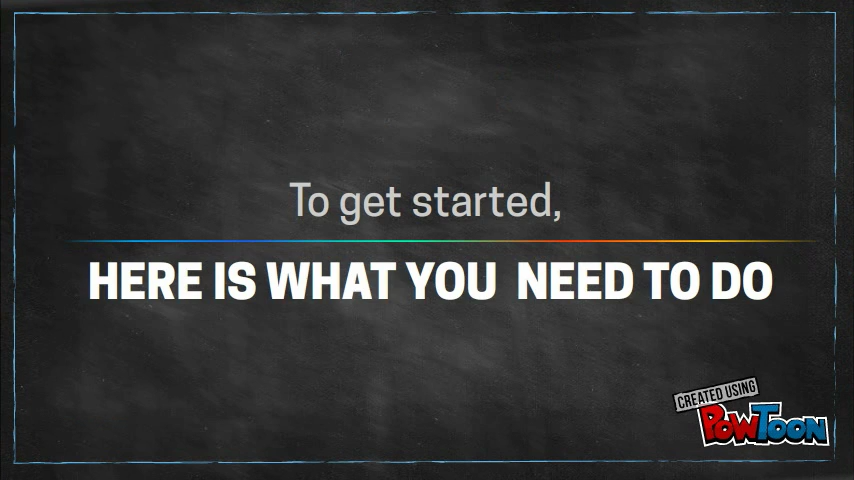 To get started,
HERE IS WHAT YOU  NEED TO DO
CREATED USING
POWTOON